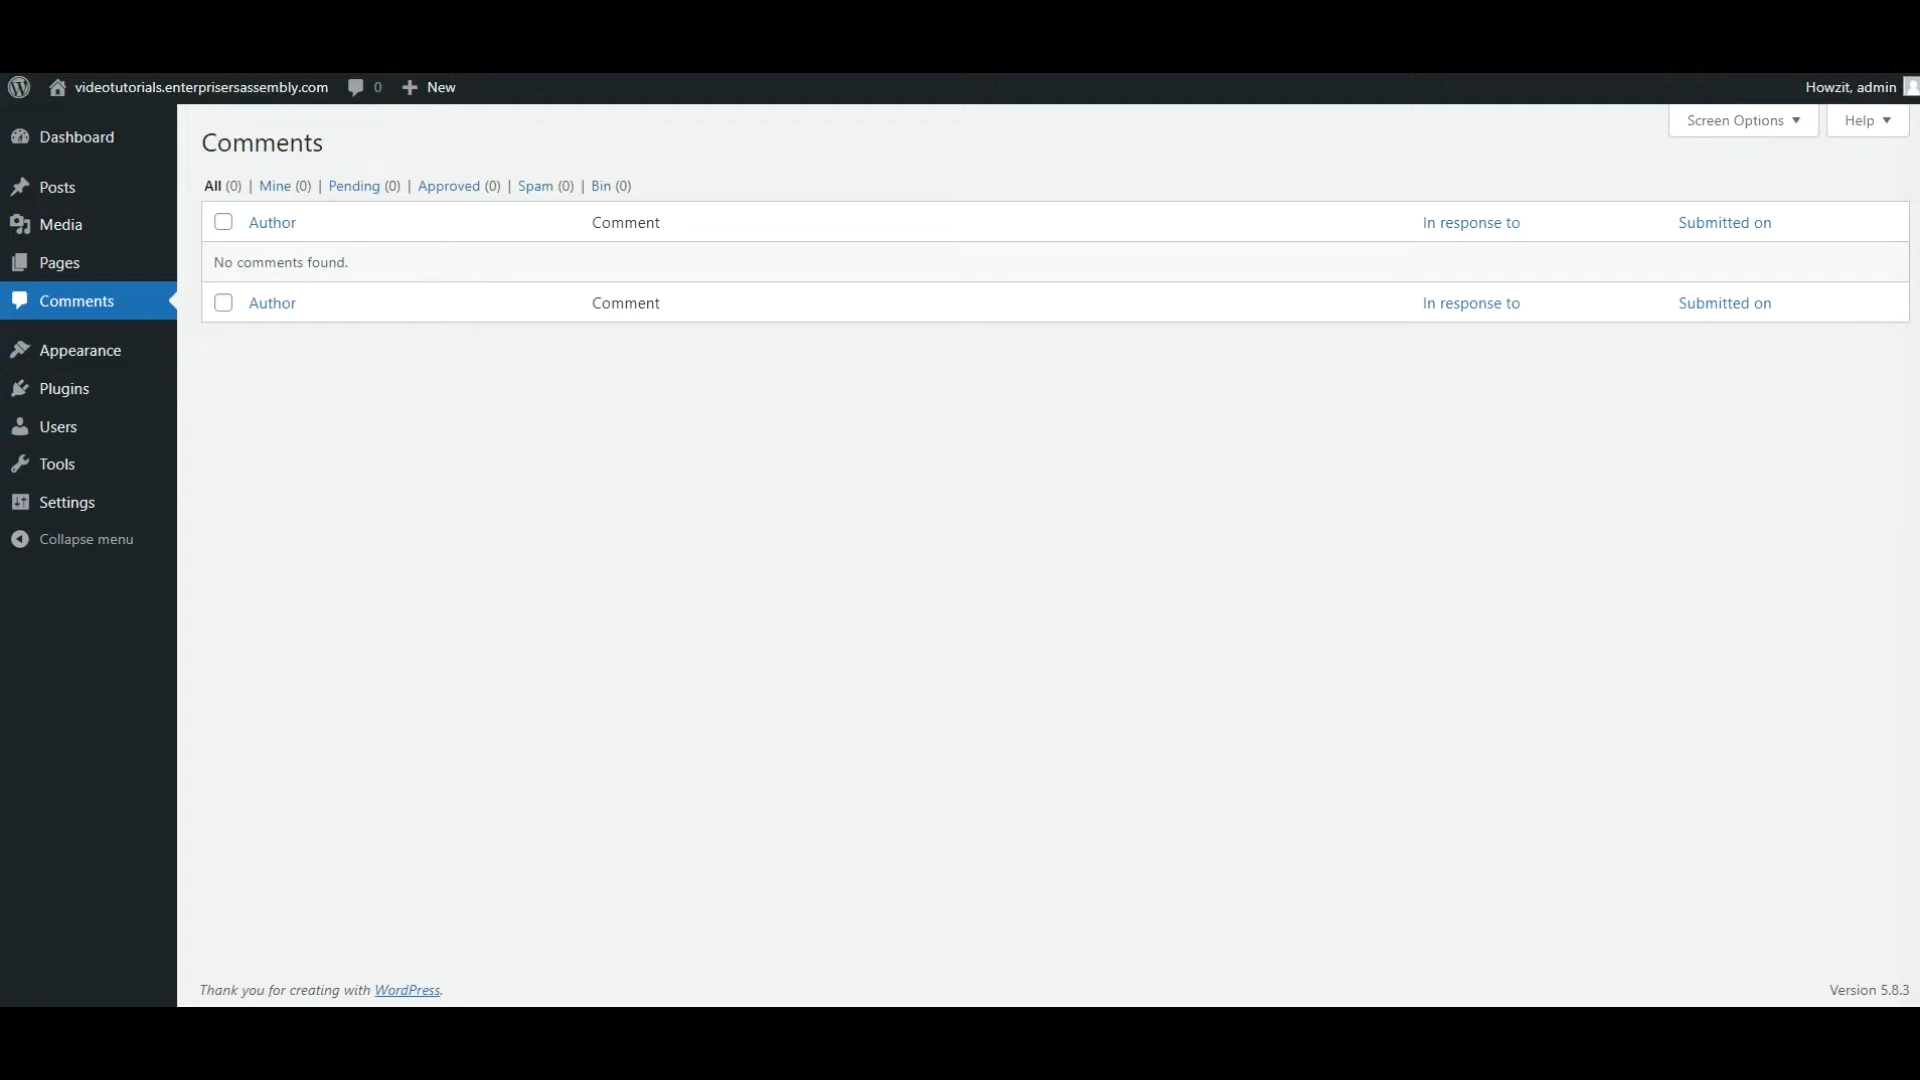 videotutorials.enterprisersassembly.com 0 New Howzit, admin
Dashboard
Posts
Media
Pages
Comments
Appearance
Plugins
Users
Tools
Settings
Collapse menu
Screen Options Help
Comments
All (0) | Mine (0) | Pending (0) | Approved (0) | Spam (0) | Bin (0)
Author Comment In response to Submitted on
No comments found.
Author Comment In response to Submitted on
Thank you for creating with WordPress. Version 5.8.3